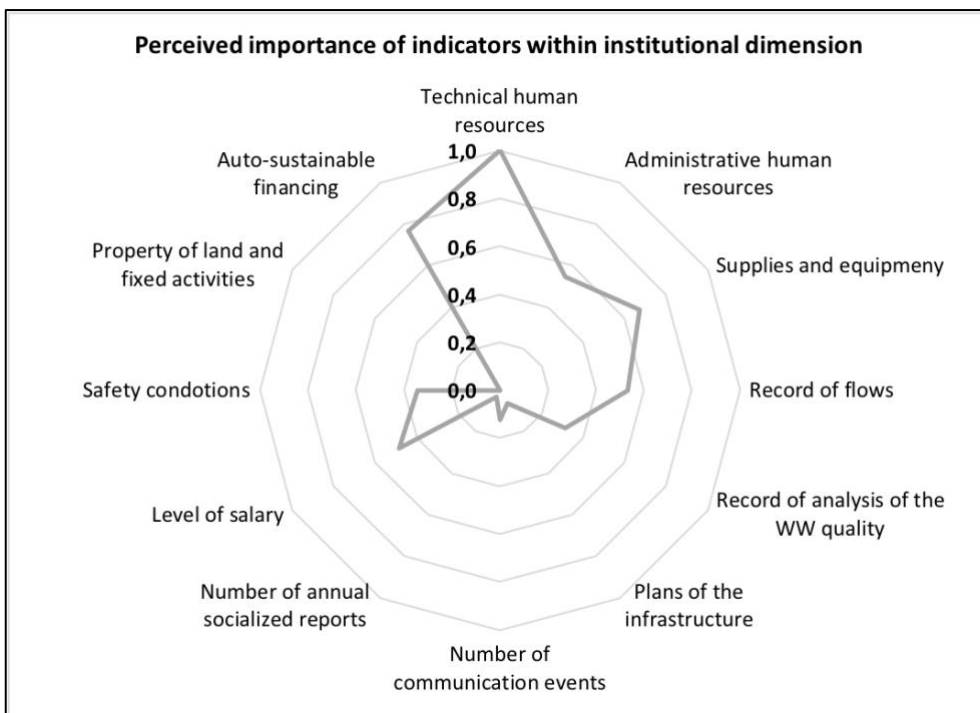 Perceived importance of indicators within institutional dimension
Technical human
resources
Administrative human
resources
Supplies and equipmeny
Record of flows
Record of analysis of the
WW quality
Plans of the
infrastructure
Number of
communication events
Number of annual
socialized reports
Level of salary
Safety condotions
Property of land and
fixed activities
Auto-sustainable
financing
1,0
0,8
0,6
0,4
0,2
0,0